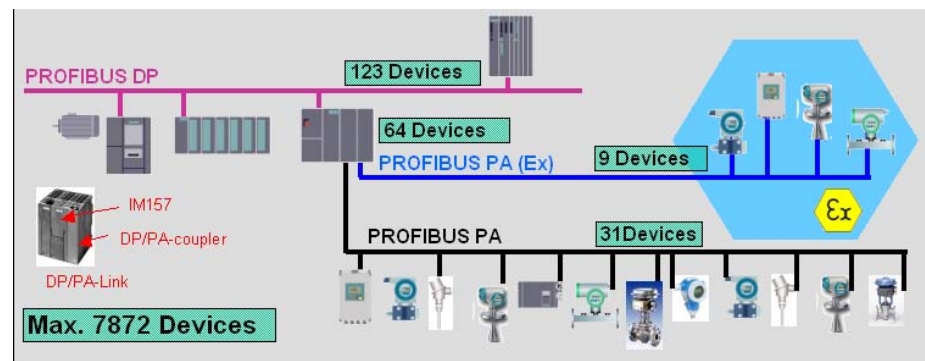 PROFIBUS DP
123 Devices
64 Devices
PROFIBUS PA (Ex)
9 Devices
εx
IM157
DP/PA-coupler
DP/PA-Link
PROFIBUS PA
31Devices
Max. 7872 Devices